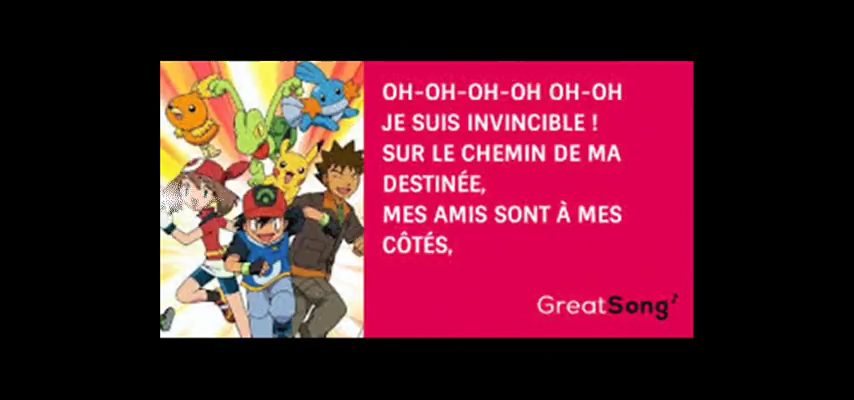 OH-OH-OH-OH OH-OH
JE SUIS INVINCIBLE !
SUR LE CHEMIN DE MA
DESTINÉE,
MES AMIS SONT À MES
CÔTÉS,
GreatSong